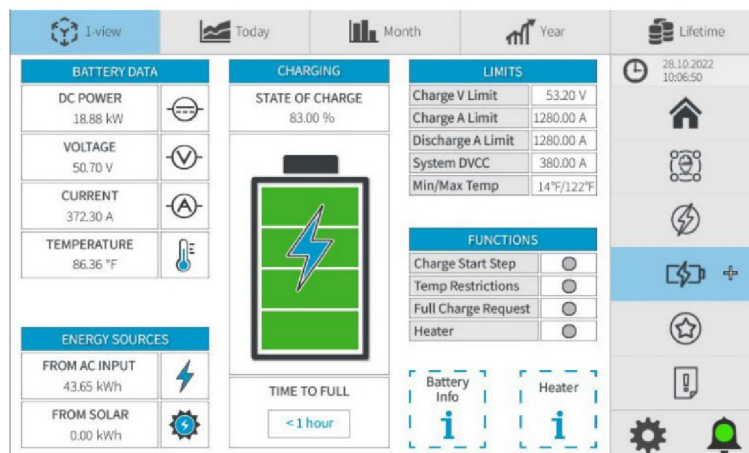 1-view
Today
Month
Year
Lifetime
28.10.2022
10:06:50
BATTERY DATA
DC POWER
18.88 kW
VOLTAGE
50.70 V
CURRENT
372.30 A
TEMPERATURE
86.36 °F
ENERGY SOURCES
FROM AC INPUT
43.65 kWh
FROM SOLAR
0.00 kWh
CHARGING
STATE OF CHARGE
83.00 %
TIME TO FULL
< 1 hour
LIMITS
Charge V Limit 53.20 V
Charge A Limit 1280.00 A
Discharge A Limit 1280.00 A
System DVCC 380.00 A
Min/Max Temp 14°F/122°F
FUNCTIONS
Charge Start Step
Temp Restrictions
Full Charge Request
Heater
Battery
Info
i
Heater
i